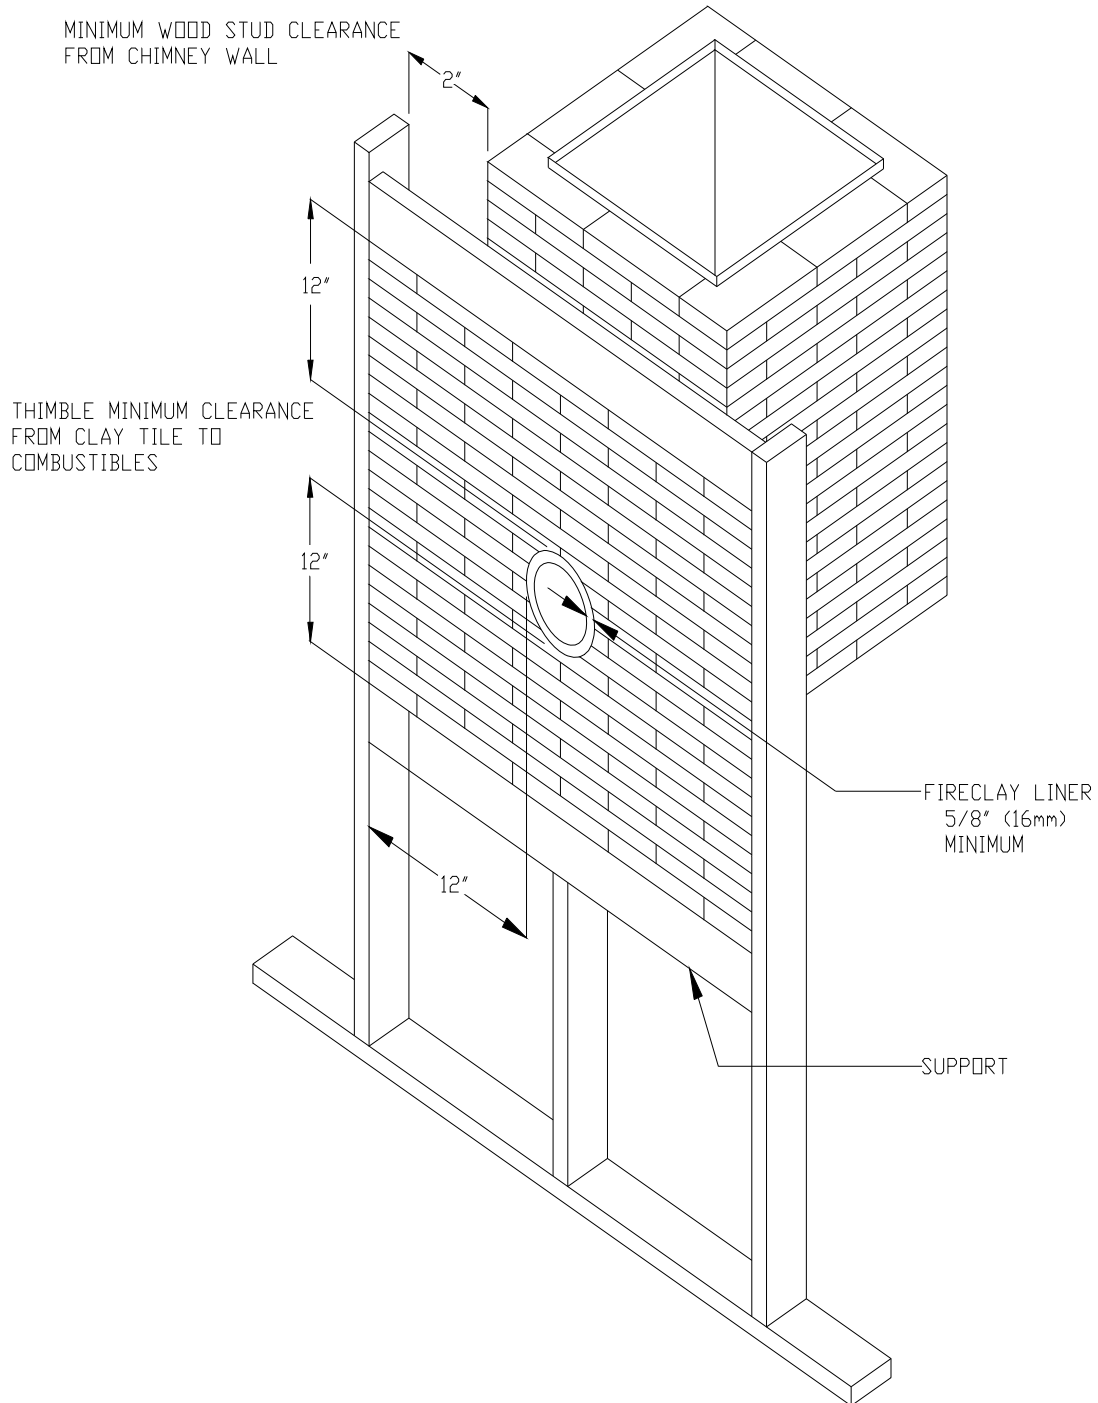 MINIMUM WOOD STUD CLEARANCE
FROM CHIMNEY WALL
2"
12"
THIMBLE MINIMUM CLEARANCE
FROM CLAY TILE TO
COMBUSTIBLES
12"
FIRECLAY LINER
5/8" (16mm)
MINIMUM
12"
SUPPORT